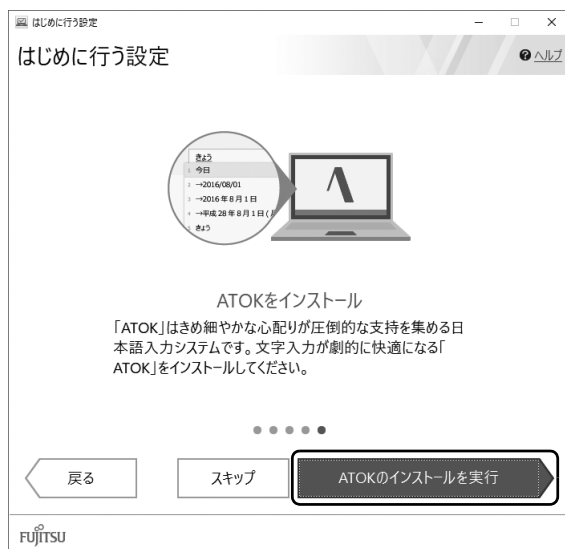 はじめに行う設定
はじめに行う設定
ヘルプ
きょう
1 今日
2 →2016/08/01
3 →2016年8月1日
4 →平成28年8月1日(
5 きょう
ATOKをインストール
「ATOK」はきめ細やかな心配りが圧倒的な支持を集める日
本語入力システムです。文字入力が劇的に快適になる「
ATOK」をインストールしてください。
戻る
スキップ
ATOKのインストールを実行
FUJITSU